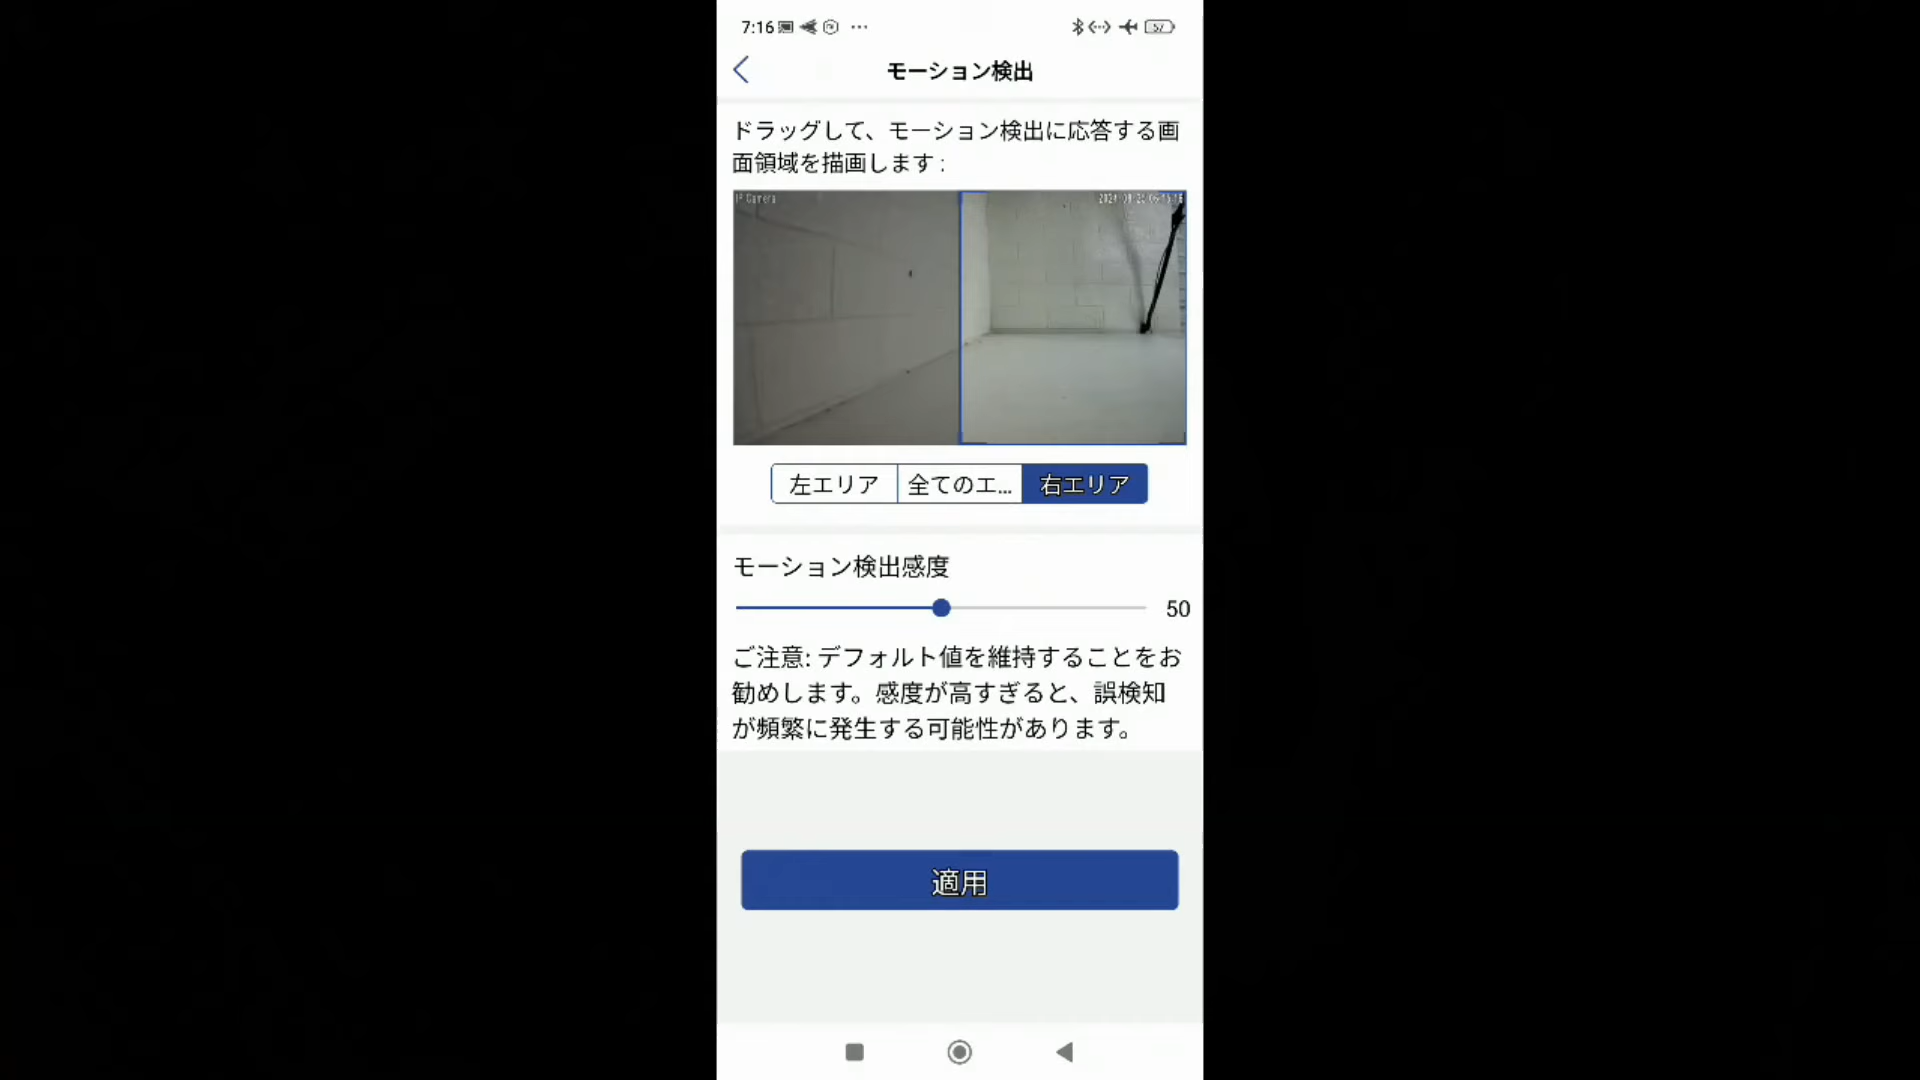 7:16
57
モーション検出
ドラッグして、モーション検出に応答する画
面領域を描画します:
IP Camera
左エリア
全てのエ...
右エリア
モーション検出感度
50
ご注意: デフォルト値を維持することをお
勧めします。感度が高すぎると、誤検知
が頻繁に発生する可能性があります。
適用